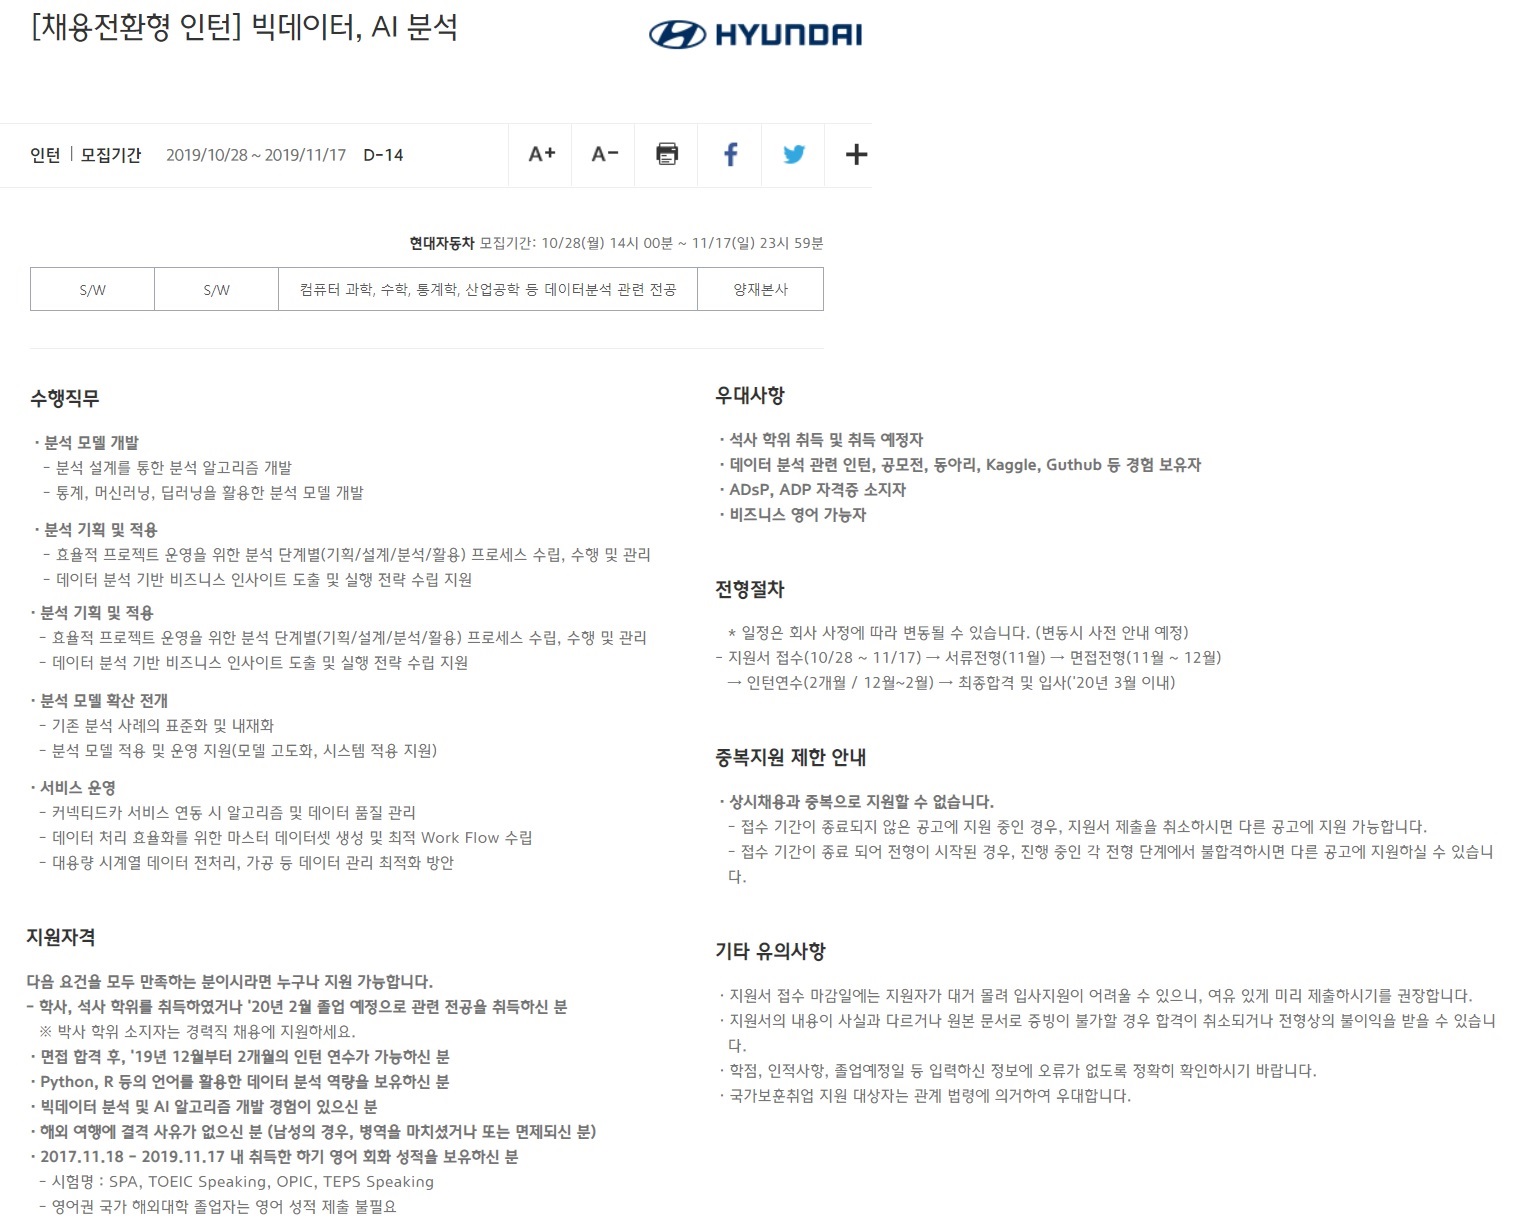 [채용전환형 인턴] 빅데이터, AI 분석
HYUNDAI
인턴 | 모집기간 2019/10/28 ~ 2019/11/17 D-14
A+ A-
현대자동차 모집기간: 10/28(월) 14시 00분 ~ 11/17(일) 23시 59분
S/W S/W 컴퓨터 과학, 수학, 통계학, 산업공학 등 데이터분석 관련 전공 양재본사
수행직무
· 분석 모델 개발
- 분석 설계를 통한 분석 알고리즘 개발
- 통계, 머신러닝, 딥러닝을 활용한 분석 모델 개발
· 분석 기획 및 적용
- 효율적 프로젝트 운영을 위한 분석 단계별(기획/설계/분석/활용) 프로세스 수립, 수행 및 관리
- 데이터 분석 기반 비즈니스 인사이트 도출 및 실행 전략 수립 지원
· 분석 기획 및 적용
- 효율적 프로젝트 운영을 위한 분석 단계별(기획/설계/분석/활용) 프로세스 수립, 수행 및 관리
- 데이터 분석 기반 비즈니스 인사이트 도출 및 실행 전략 수립 지원
· 분석 모델 확산 전개
- 기존 분석 사례의 표준화 및 내재화
- 분석 모델 적용 및 운영 지원(모델 고도화, 시스템 적용 지원)
· 서비스 운영
- 커넥티드카 서비스 연동 시 알고리즘 및 데이터 품질 관리
- 데이터 처리 효율화를 위한 마스터 데이터셋 생성 및 최적 Work Flow 수립
- 대용량 시계열 데이터 전처리, 가공 등 데이터 관리 최적화 방안
지원자격
다음 요건을 모두 만족하는 분이시라면 누구나 지원 가능합니다.
- 학사, 석사 학위를 취득하였거나 '20년 2월 졸업 예정으로 관련 전공을 취득하신 분
※ 박사 학위 소지자는 경력직 채용에 지원하세요.
· 면접 합격 후, '19년 12월부터 2개월의 인턴 연수가 가능하신 분
· Python, R 등의 언어를 활용한 데이터 분석 역량을 보유하신 분
· 빅데이터 분석 및 AI 알고리즘 개발 경험이 있으신 분
· 해외 여행에 결격 사유가 없으신 분 (남성의 경우, 병역을 마치셨거나 또는 면제되신 분)
· 2017.11.18 - 2019.11.17 내 취득한 하기 영어 회화 성적을 보유하신 분
- 시험명 : SPA, TOEIC Speaking, OPIC, TEPS Speaking
- 영어권 국가 해외대학 졸업자는 영어 성적 제출 불필요
우대사항
· 석사 학위 취득 및 취득 예정자
· 데이터 분석 관련 인턴, 공모전, 동아리, Kaggle, Guthub 등 경험 보유자
· ADsP, ADP 자격증 소지자
· 비즈니스 영어 가능자
전형절차
* 일정은 회사 사정에 따라 변동될 수 있습니다. (변동시 사전 안내 예정)
- 지원서 접수(10/28 ~ 11/17) → 서류전형(11월) → 면접전형(11월 ~ 12월)
→ 인턴연수(2개월 / 12월~2월) → 최종합격 및 입사('20년 3월 이내)
중복지원 제한 안내
· 상시채용과 중복으로 지원할 수 없습니다.
- 접수 기간이 종료되지 않은 공고에 지원 중인 경우, 지원서 제출을 취소하시면 다른 공고에 지원 가능합니다.
- 접수 기간이 종료 되어 전형이 시작된 경우, 진행 중인 각 전형 단계에서 불합격하시면 다른 공고에 지원하실 수 있습니
다.
기타 유의사항
· 지원서 접수 마감일에는 지원자가 대거 몰려 입사지원이 어려울 수 있으니, 여유 있게 미리 제출하시기를 권장합니다.
· 지원서의 내용이 사실과 다르거나 원본 문서로 증빙이 불가할 경우 합격이 취소되거나 전형상의 불이익을 받을 수 있습니
다.
· 학점, 인적사항, 졸업예정일 등 입력하신 정보에 오류가 없도록 정확히 확인하시기 바랍니다.
· 국가보훈취업 지원 대상자는 관계 법령에 의거하여 우대합니다.